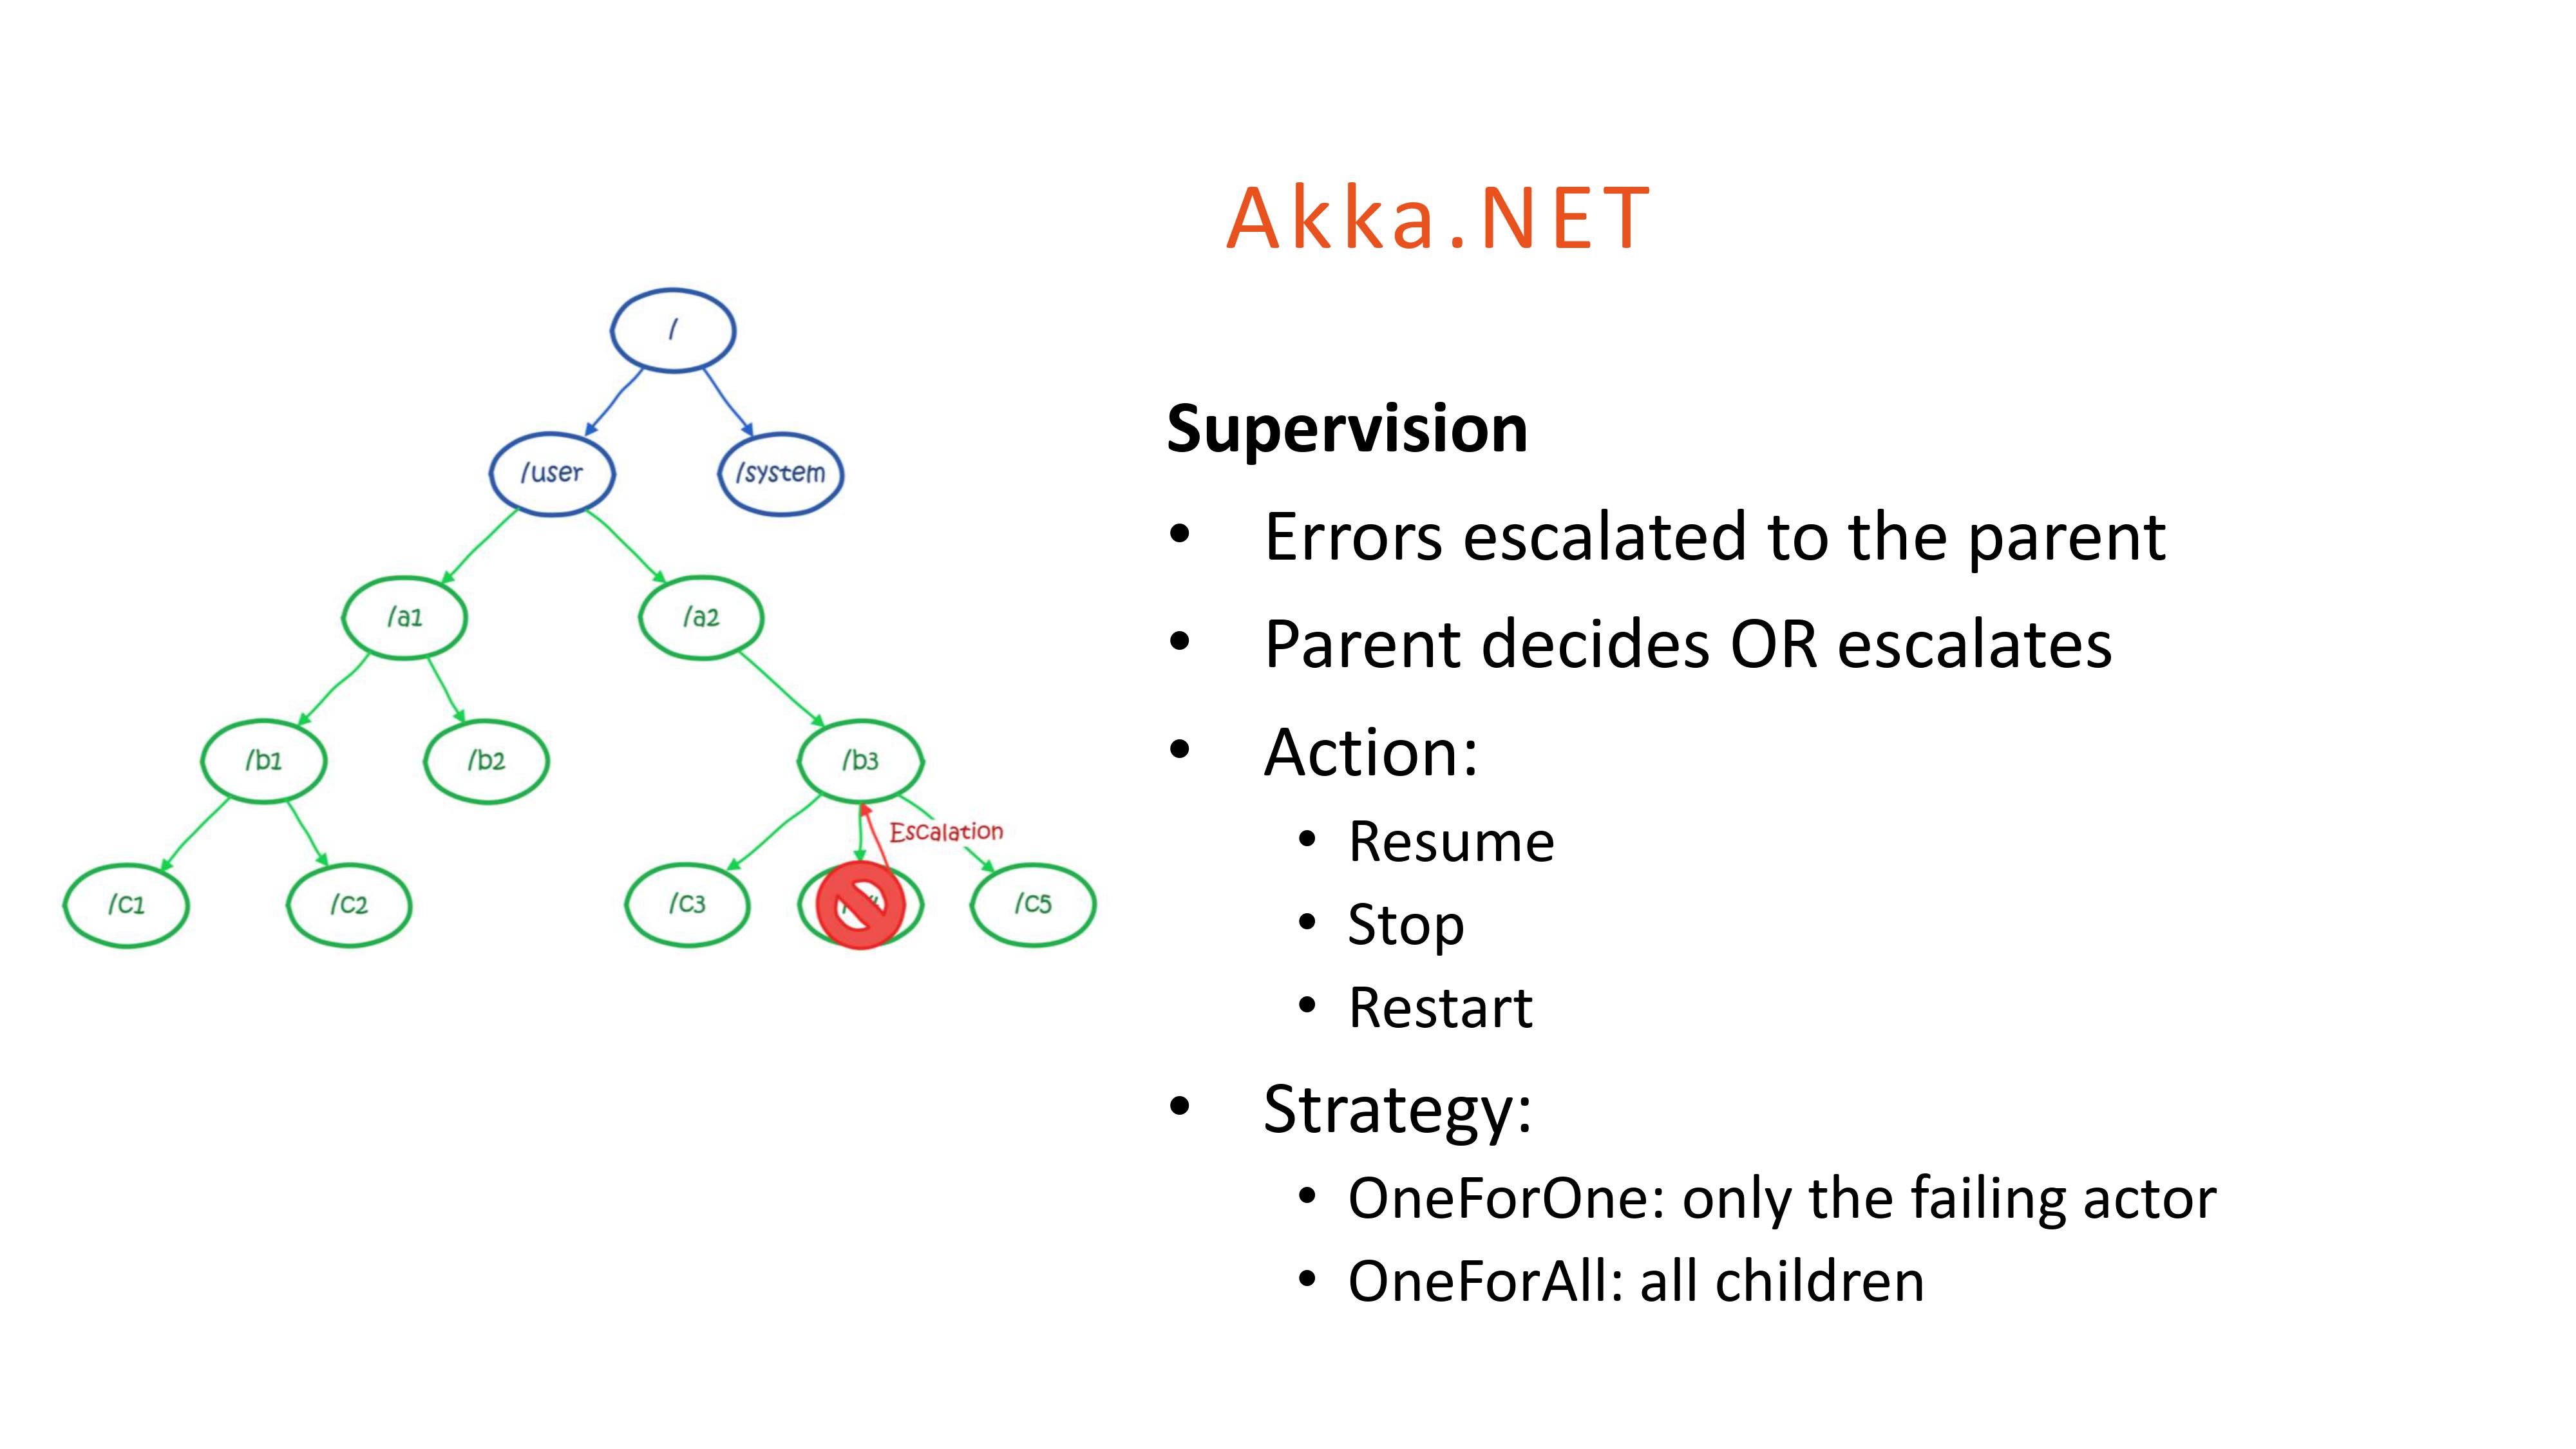 Akka.NET
/
/user
/system
/a1
/a2
/b1
/b2
/b3
Escalation
/c1
/c2
/c3
/c5
Supervision
• Errors escalated to the parent
• Parent decides OR escalates
• Action:
• Resume
• Stop
• Restart
• Strategy:
• OneForOne: only the failing actor
• OneForAll: all children